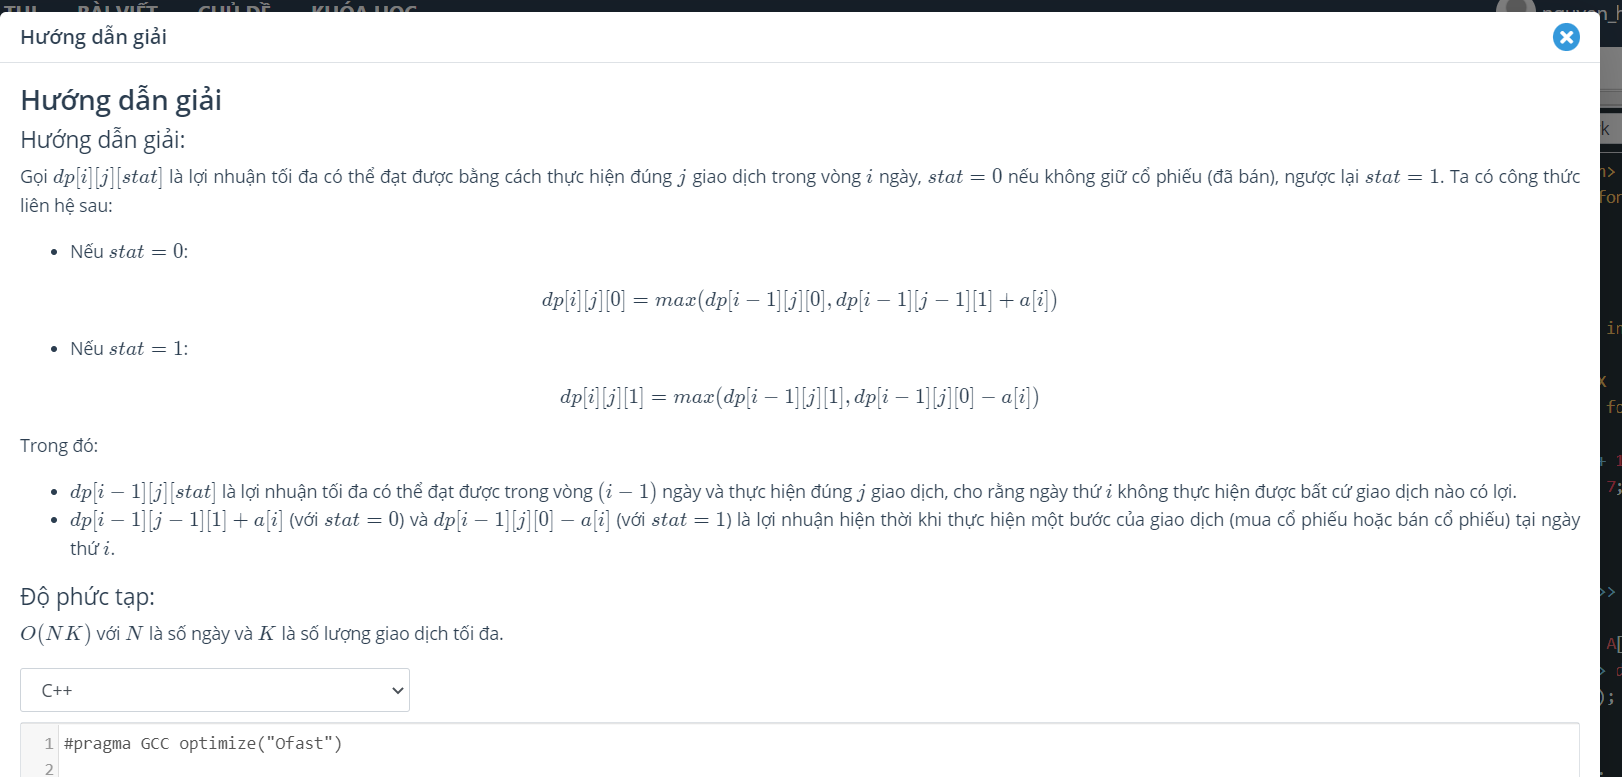 BÀI VIẾT CHỦ ĐỀ KHÓA HỌC
Hướng dẫn giải
Hướng dẫn giải
Hướng dẫn giải:
Gọi dp[i][j][stat] là lợi nhuận tối đa có thể đạt được bằng cách thực hiện đúng j giao dịch trong vòng i ngày, stat = 0 nếu không giữ cổ phiếu (đã bán), ngược lại stat = 1. Ta có công thức
liên hệ sau:
• Nếu stat = 0:
dp[i][j][0] = max(dp[i − 1][j][0], dp[i − 1][j − 1][1] + a[i])
• Nếu stat = 1:
dp[i][j][1] = max(dp[i − 1][j][1], dp[i − 1][j][0] − a[i])
Trong đó:
• dp[i − 1][j][stat] là lợi nhuận tối đa có thể đạt được trong vòng (i − 1) ngày và thực hiện đúng j giao dịch, cho rằng ngày thứ i không thực hiện được bất cứ giao dịch nào có lợi.
• dp[i − 1][j − 1][1] + a[i] (với stat = 0) và dp[i − 1][j][0] − a[i] (với stat = 1) là lợi nhuận hiện thời khi thực hiện một bước của giao dịch (mua cổ phiếu hoặc bán cổ phiếu) tại ngày
thứ i.
Độ phức tạp:
O(NK) với N là số ngày và K là số lượng giao dịch tối đa.
C++
1 #pragma GCC optimize("Ofast")
2